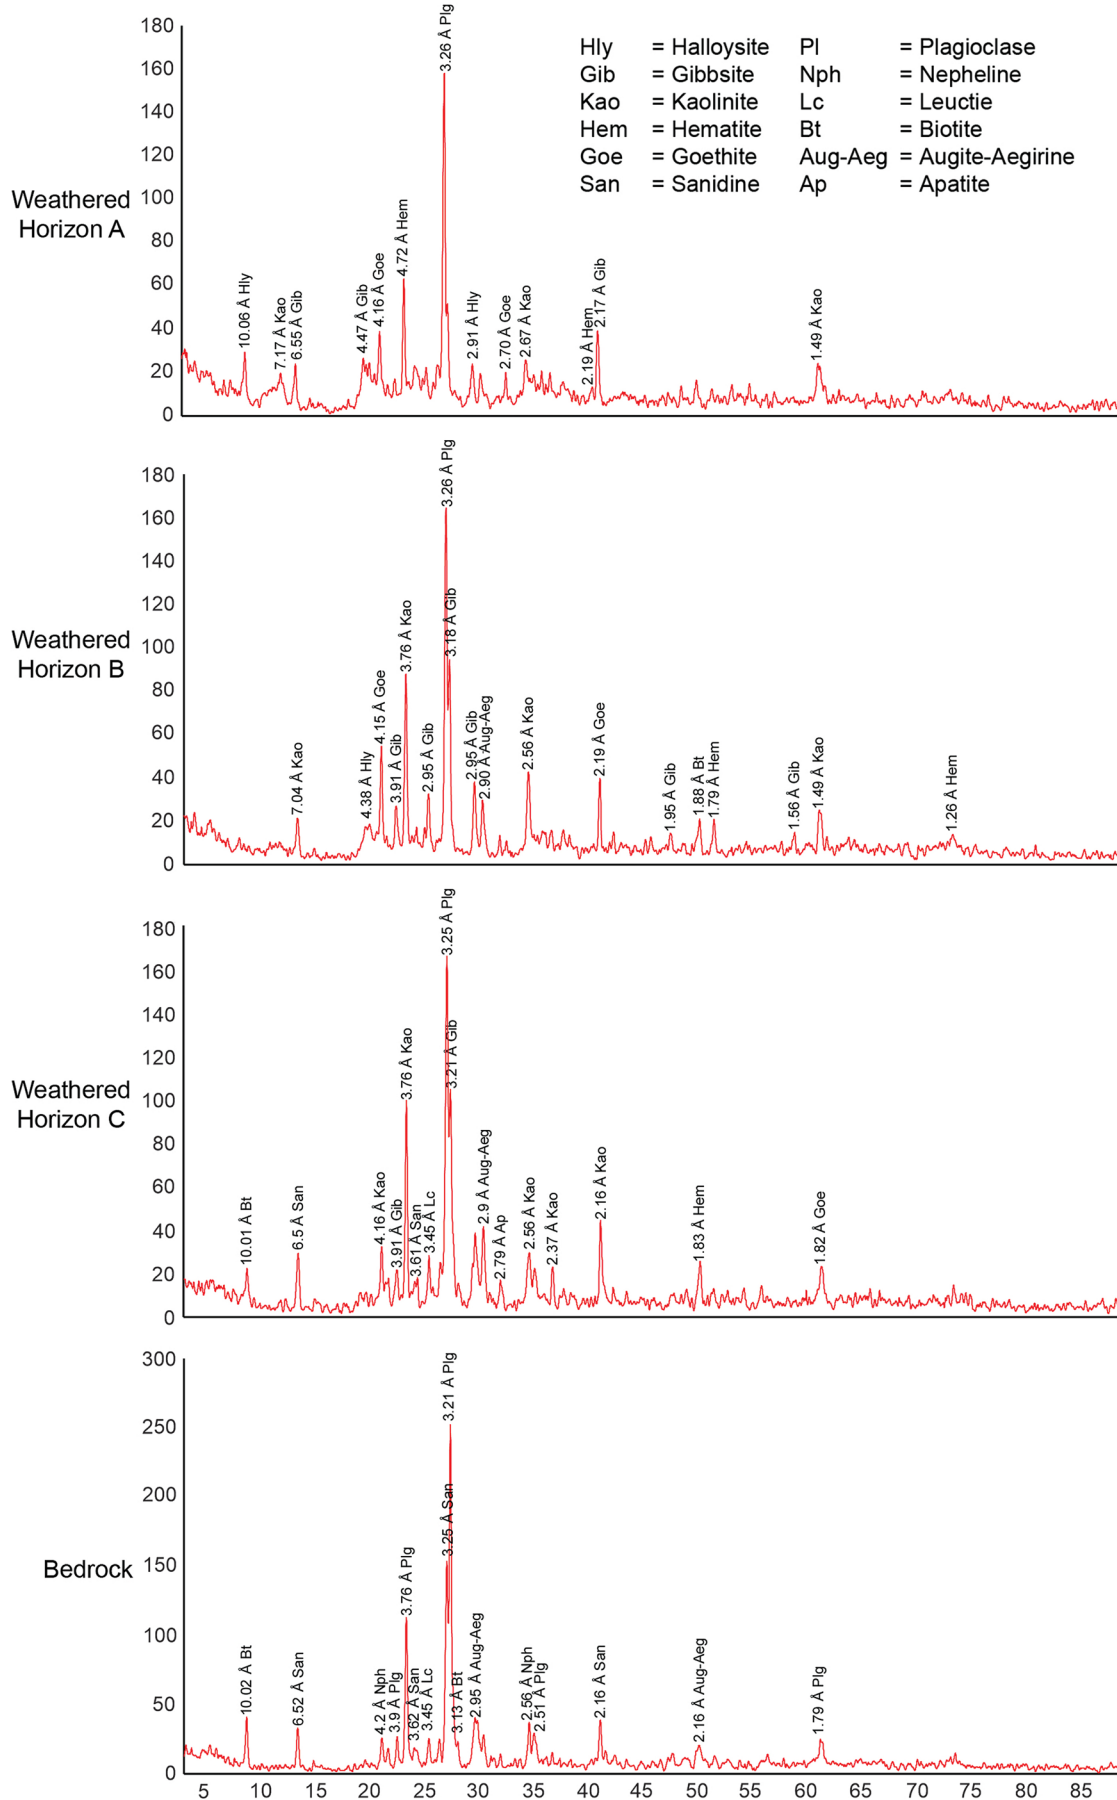 Hly = Halloysite Pl = Plagioclase
Gib = Gibbsite Nph = Nepheline
Kao = Kaolinite Lc = Leuctie
Hem = Hematite Bt = Biotite
Goe = Goethite Aug-Aeg = Augite-Aegirine
San = Sanidine Ap = Apatite
Weathered
Horizon A
180
160
140
120
100
80
60
40
20
0
10.06 Å Hly
7.17 Å Kao
6.55 Å Gib
4.47 Å Gib
4.16 Å Goe
4.72 Å Hem
3.26 Å Plg
2.91 Å Hly
2.70 Å Goe
2.67 Å Kao
2.19 Å Hem
2.17 Å Gib
1.49 Å Kao
Weathered
Horizon B
180
160
140
120
100
80
60
40
20
0
7.04 Å Kao
4.38 Å Hly
4.15 Å Goe
3.91 Å Gib
3.76 Å Kao
2.95 Å Gib
3.26 Å Plg
3.18 Å Gib
2.95 Å Gib
2.90 Å Aug-Aeg
2.56 Å Kao
2.19 Å Goe
1.95 Å Gib
1.88 Å Bt
1.79 Å Hem
1.56 Å Gib
1.49 Å Kao
1.26 Å Hem
Weathered
Horizon C
180
160
140
120
100
80
60
40
20
0
10.01 Å Bt
6.5 Å San
4.16 Å Kao
3.91 Å Gib
3.76 Å Kao
3.61 Å San
3.45 Å Lc
3.25 Å Plg
3.21 Å Gib
2.9 Å Aug-Aeg
2.79 Å Ap
2.56 Å Kao
2.37 Å Kao
2.16 Å Kao
1.83 Å Hem
1.82 Å Goe
Bedrock
300
250
200
150
100
50
0
10.02 Å Bt
6.52 Å San
4.2 Å Nph
3.9 Å Plg
3.76 Å Plg
3.62 Å San
3.45 Å Lc
3.25 Å San
3.21 Å Plg
3.13 Å Bt
2.95 Å Aug-Aeg
2.56 Å Nph
2.51 Å Plg
2.16 Å San
2.16 Å Aug-Aeg
1.79 Å Plg
5 10 15 20 25 30 35 40 45 50 55 60 65 70 75 80 85